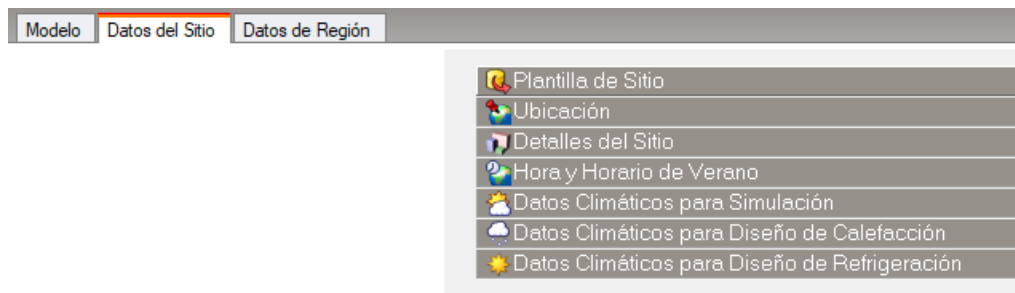 Modelo Datos del Sitio Datos de Región
Plantilla de Sitio
Ubicación
Detalles del Sitio
Hora y Horario de Verano
Datos Climáticos para Simulación
Datos Climáticos para Diseño de Calefacción
Datos Climáticos para Diseño de Refrigeración